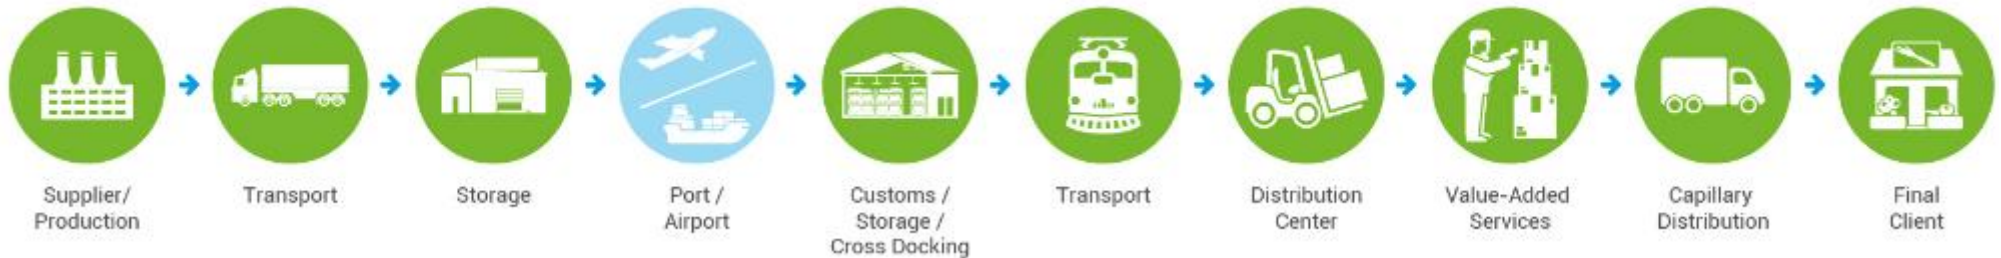 Supplier/
Production
Transport
Storage
Port /
Airport
Customs /
Storage /
Cross Docking
Transport
Distribution
Center
Value-Added
Services
Capillary
Distribution
Final
Client